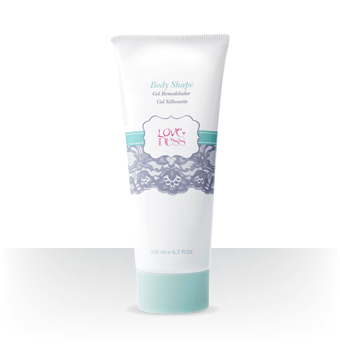 Body Shape
Gel Remodelador
Gel Silhouette
LOVE
NESS
200 ml e 6.7 fl Oz.